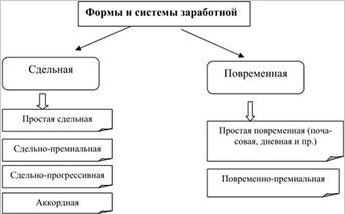 Формы и системы заработной
Сдельная
Повременная
Простая сдельная
Сдельно-премиальная
Сдельно-прогрессивная
Аккордная
Простая повременная (поча-
совая, дневная и пр.)
Повременно-премиальная